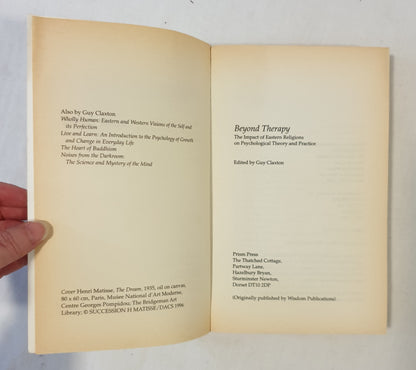 Also by Guy Claxton
Wholly Human: Eastern and Western Visions of the Self and
its Perfection
Live and Learn: An Introduction to the Psychology of Growth
and Change in Everyday Life
The Heart of Buddhism
Noises from the Darkroom
The Science and Mystery of the Mind
Cover Henri Matisse, The Dream, 1935, oil on canvas,
80 x 60 cm, Paris, Musée National d'Art Moderne,
Centre Georges Pompidou, The Bridgeman Art
Library; © SUCCESSION H MATISSE/DACS 1996
Beyond Therapy
The Impact of Eastern Religions
on Psychological Theory and Practice
Edited by Guy Claxton
Prism Press
The Thatched Cottage,
Partway Lane,
Hazelbury Bryan,
Sturminster Newton,
Dorset DT10 2DP
(Originally published by Wisdom Publications)